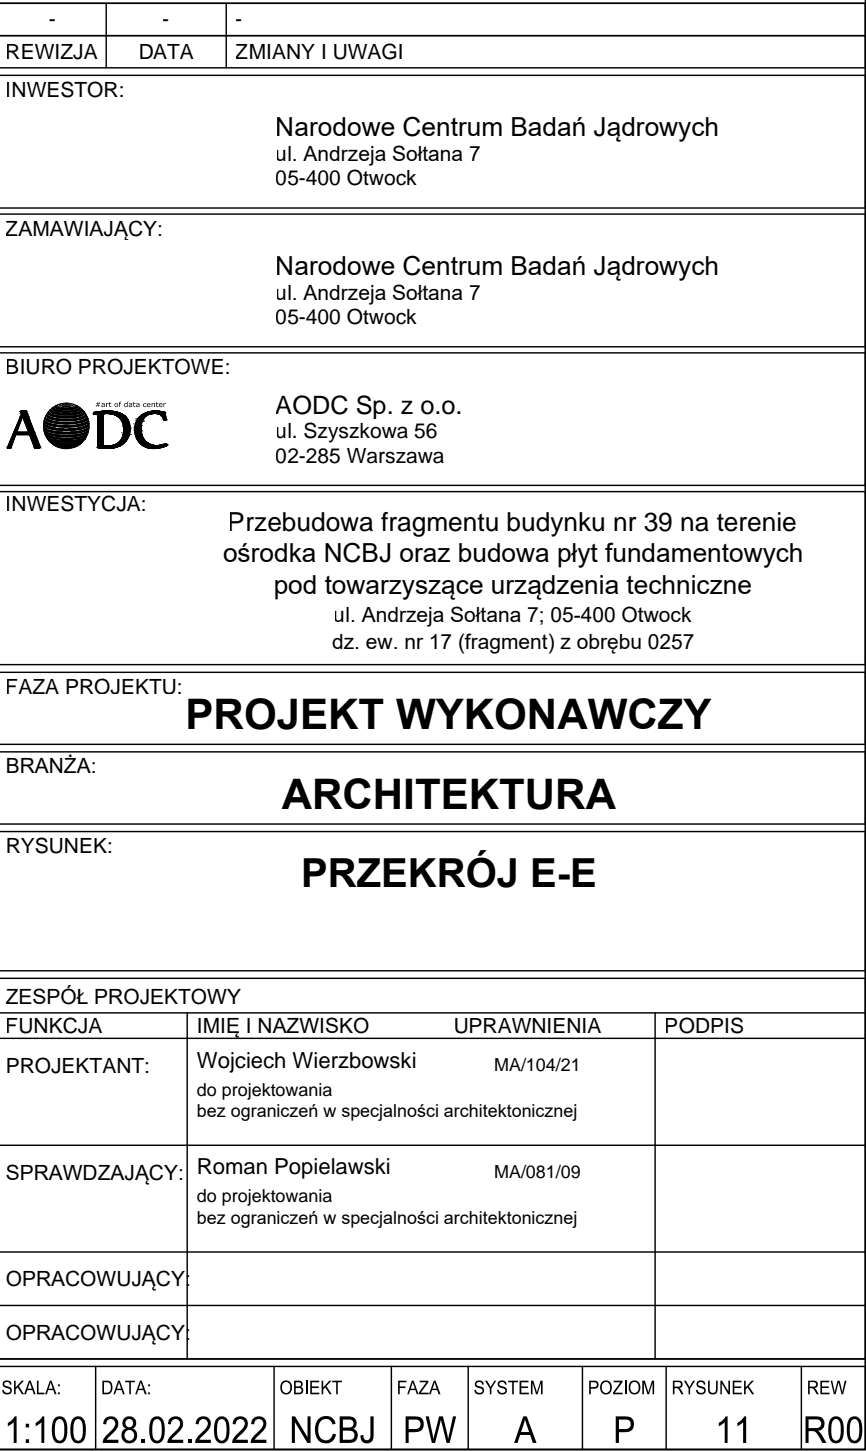 - - -
REWIZJA DATA ZMIANY I UWAGI
INWESTOR:
Narodowe Centrum Badań Jądrowych
ul. Andrzeja Sołtana 7
05-400 Otwock
ZAMAWIAJĄCY:
Narodowe Centrum Badań Jądrowych
ul. Andrzeja Sołtana 7
05-400 Otwock
BIURO PROJEKTOWE:
#art of data center
AODC
AODC Sp. z o.o.
ul. Szyszkowa 56
02-285 Warszawa
INWESTYCJA:
Przebudowa fragmentu budynku nr 39 na terenie
ośrodka NCBJ oraz budowa płyt fundamentowych
pod towarzyszące urządzenia techniczne
ul. Andrzeja Sołtana 7; 05-400 Otwock
dz. ew. nr 17 (fragment) z obrębu 0257
FAZA PROJEKTU:
PROJEKT WYKONAWCZY
BRANŻA:
ARCHITEKTURA
RYSUNEK:
PRZEKRÓJ E-E
ZESPÓŁ PROJEKTOWY
FUNKCJA IMIĘ I NAZWISKO UPRAWNIENIA PODPIS
PROJEKTANT: Wojciech Wierzbowski MA/104/21
do projektowania
bez ograniczeń w specjalności architektonicznej
SPRAWDZAJĄCY: Roman Popielawski MA/081/09
do projektowania
bez ograniczeń w specjalności architektonicznej
OPRACOWUJĄCY:
OPRACOWUJĄCY:
SKALA: DATA: OBIEKT FAZA SYSTEM POZIOM RYSUNEK REW
1:100 28.02.2022 NCBJ PW A P 11 R00